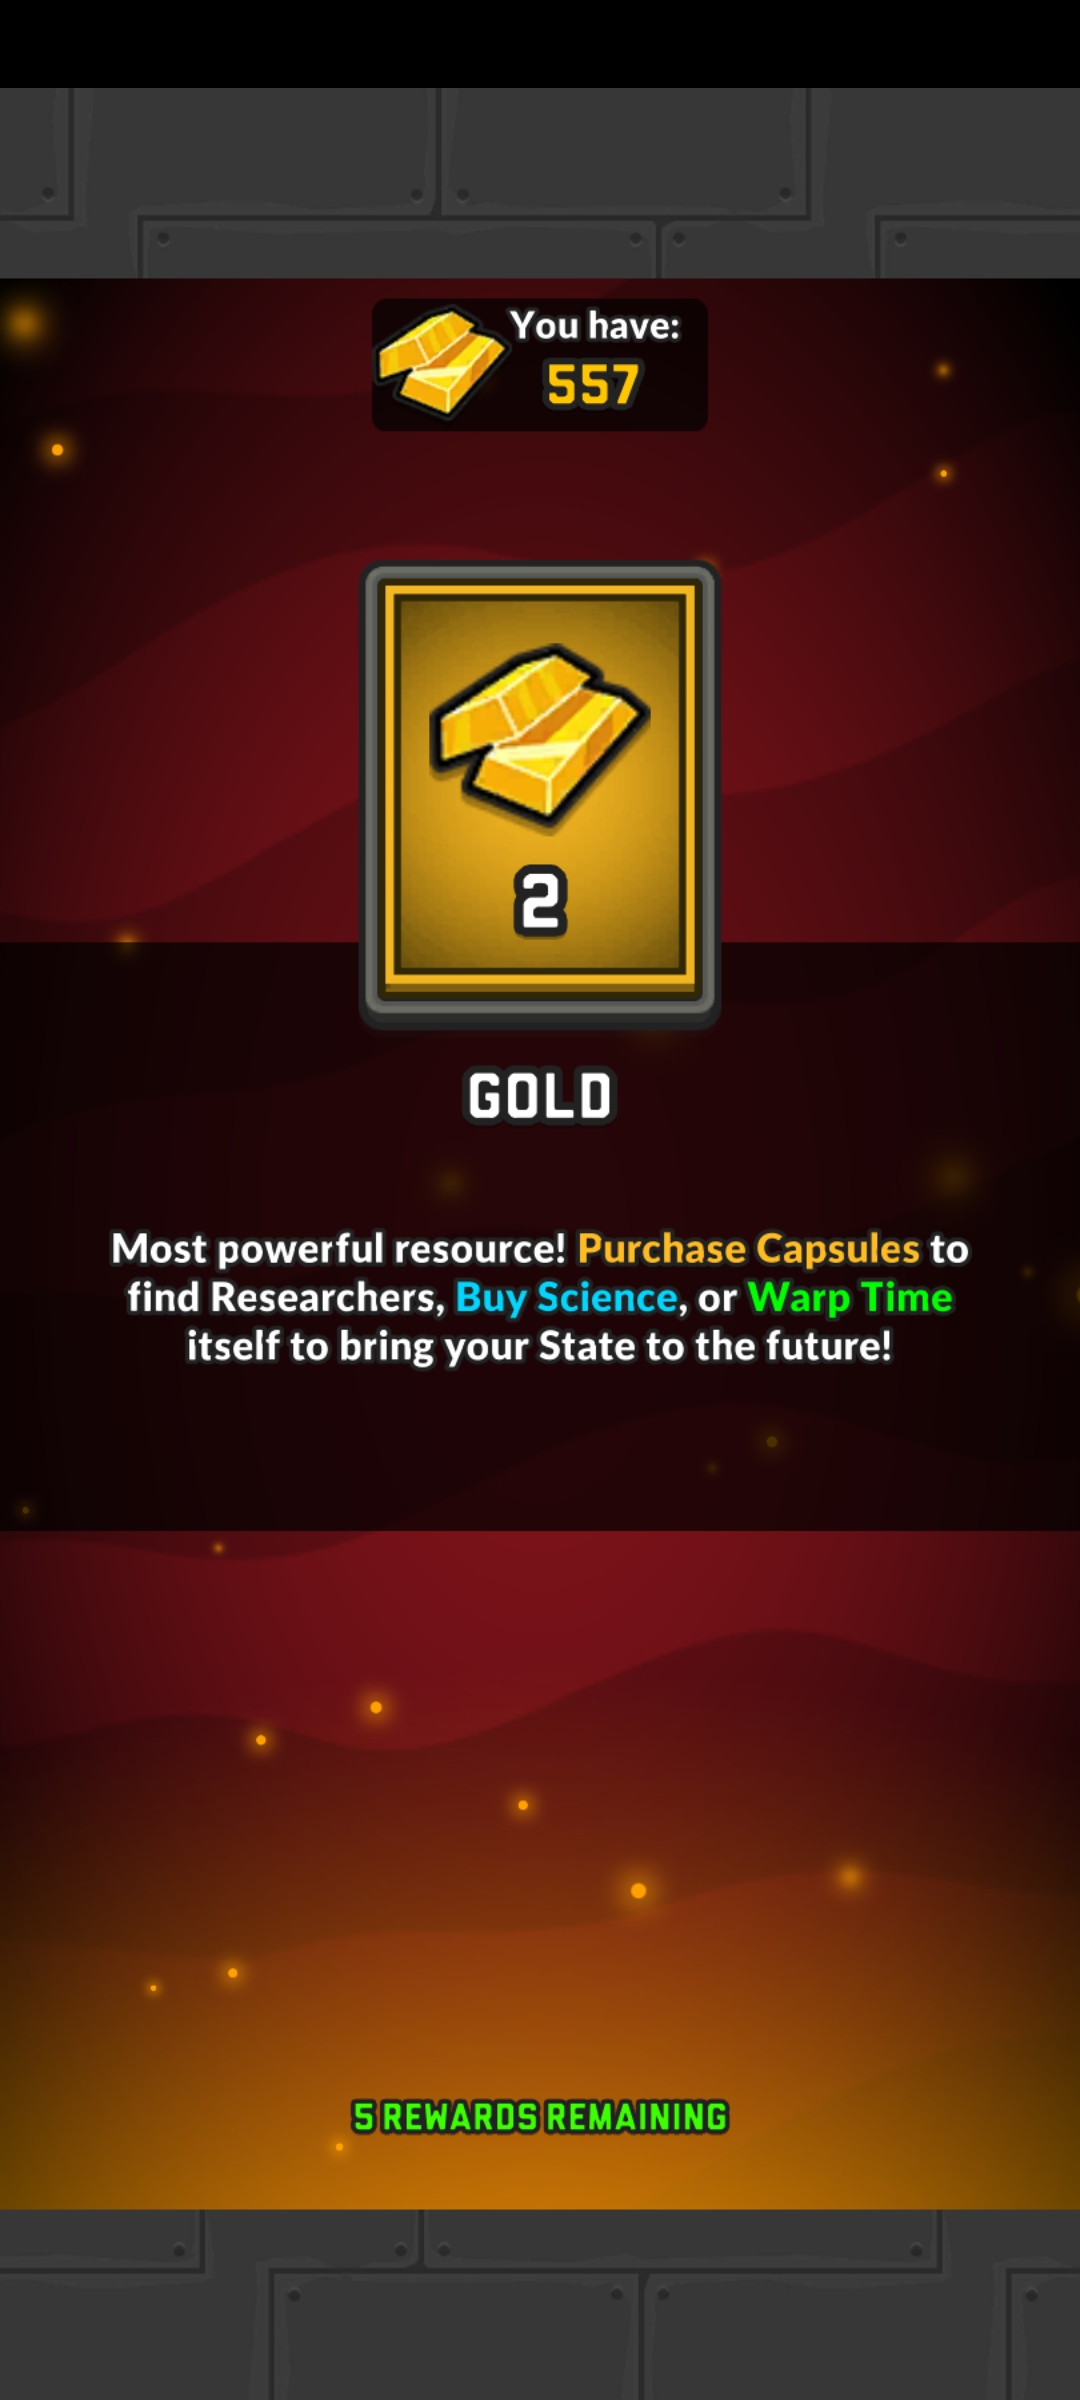 You have:
557
2
GOLD
Most powerful resource! Purchase Capsules to
find Researchers, Buy Science, or Warp Time
itself to bring your State to the future!
5 REWARDS REMAINING